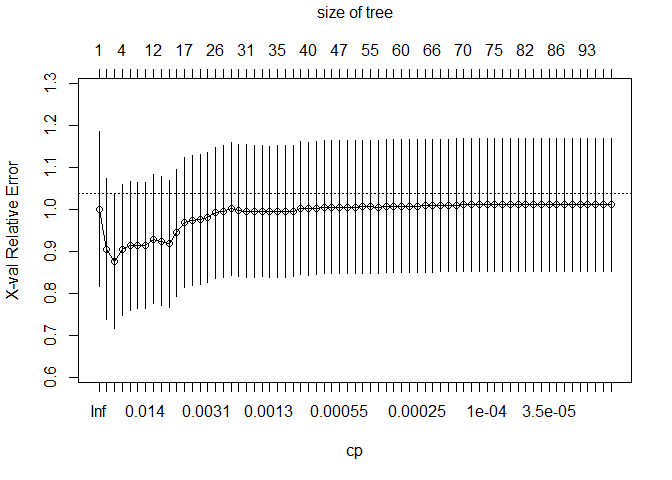 size of tree
1 4 12 17 26 31 35 40 47 55 60 66 70 75 82 86 93
X-val Relative Error
1.3
1.2
1.1
1.0
0.9
0.8
0.7
0.6
Inf 0.014 0.0031 0.0013 0.00055 0.00025 1e-04 3.5e-05
cp